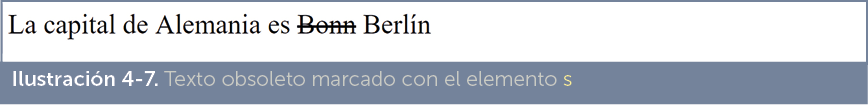 La capital de Alemania es Bonn Berlín
Ilustración 4-7. Texto obsoleto marcado con el elemento s